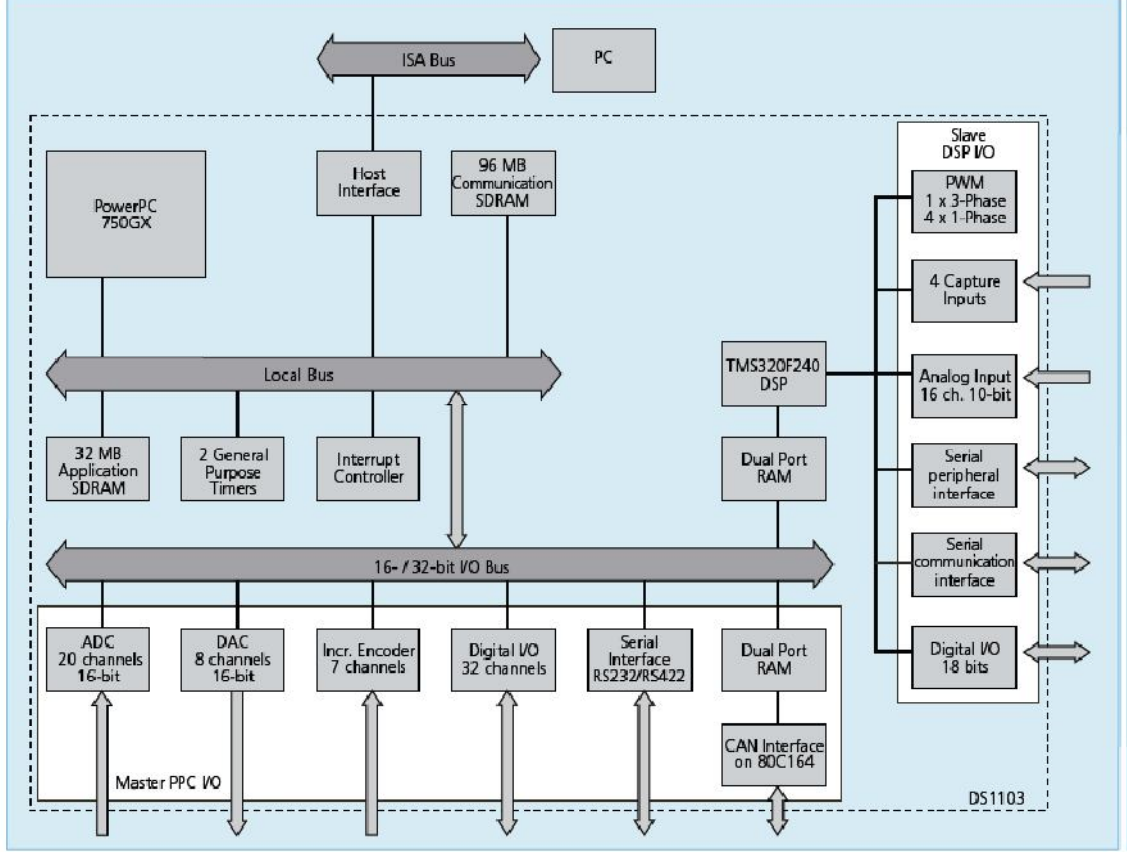 ISA Bus
PC
PowerPC
750GX
Host
Interface
96 MB
Communication
SDRAM
Local Bus
32 MB
Application
SDRAM
2 General
Purpose
Timers
Interrupt
Controller
TMS320F240
DSP
Dual Port
RAM
Slave
DSP I/O
PWM
1 x 3-Phase
4 x 1-Phase
4 Capture
Inputs
Analog Input
16 ch. 10-bit
Serial
peripheral
interface
Serial
communication
interface
Digital I/O
18 bits
16- / 32-bit I/O Bus
ADC
20 channels
16-bit
DAC
8 channels
16-bit
Incr. Encoder
7 channels
Digital I/O
32 channels
Serial
Interface
RS232/RS422
Dual Port
RAM
CAN Interface
on 80C164
Master PPC I/O
DS1103